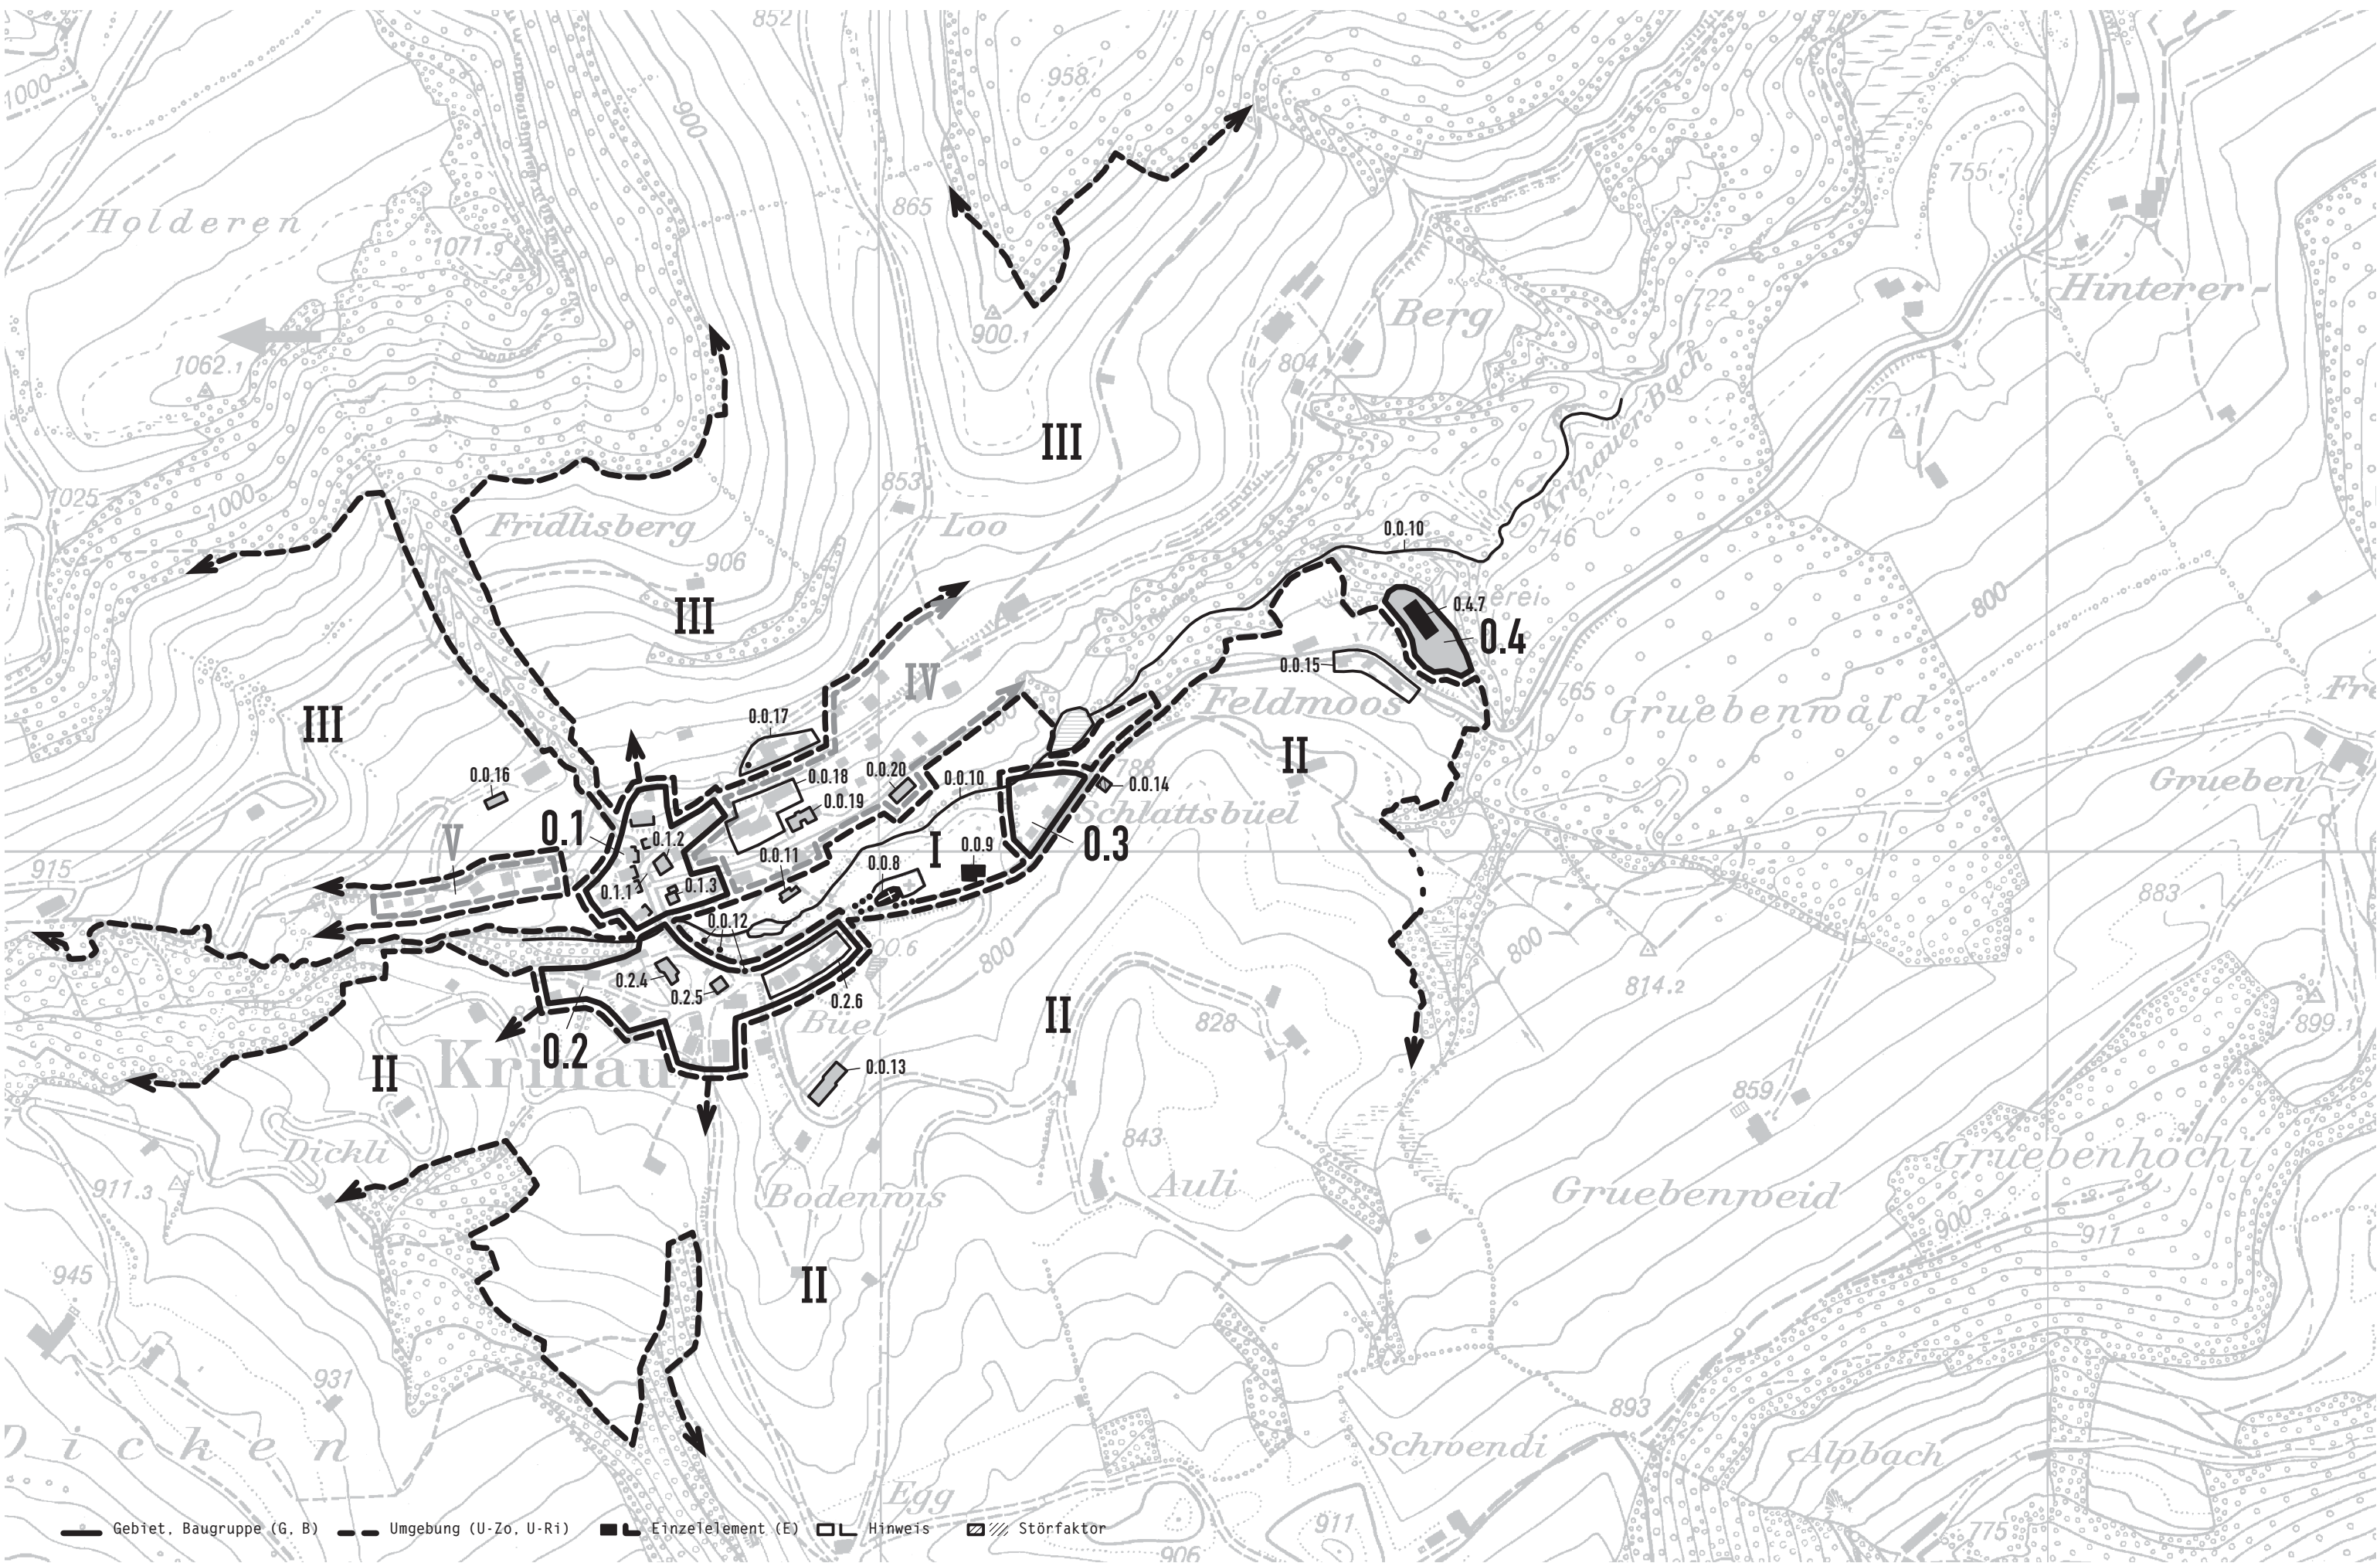 852
958
1000
900
755
865
Holderen
1071.3
Hinterer-
722
Berg
900.1
1062.1
804
771.1
III
Krinauer Bach
853
1025
1000
Fridlisberg
Loo
0.0.10
746
906
800
0.4.7
III
0.4
0.0.15
IV
765
Feldmoos
Gruebenwald
III
0.0.17
II
0.0.16
0.0.18
0.0.20
0.0.10
788
0.0.14
Grueben
0.0.19
Schlattsbüel
0.1
0.1.2
V
0.3
I
0.0.9
0.0.11
0.0.8
915
0.1.1
0.1.3
883
0.0.12
800
800
0.2.4
0.2.5
0.2.6
814.2
II
Büel
828
899.1
0.2
Krinau
II
0.0.13
859
843
Dickli
Gruebenhöchi
911.3
Bodenwis
Auli
Gruebenweid
900
911
945
II
931
893
Dicken
Schwendi
Alpbach
Egg
Gebiet, Baugruppe (G, B)
Umgebung (U-Zo, U-Ri)
Einzelelement (E)
Hinweis
Störfaktor
911
775
906